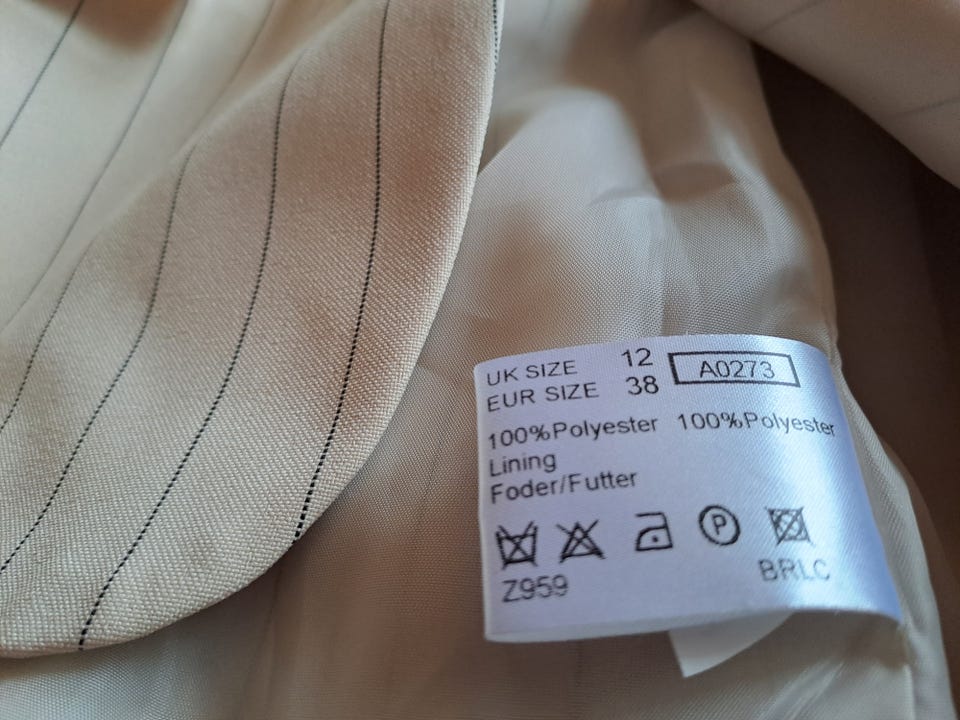 UK SIZE 12 A0273
EUR SIZE 38
100%Polyester 100%Polyester
Lining
Foder/Futter
P
Z959 BRLC